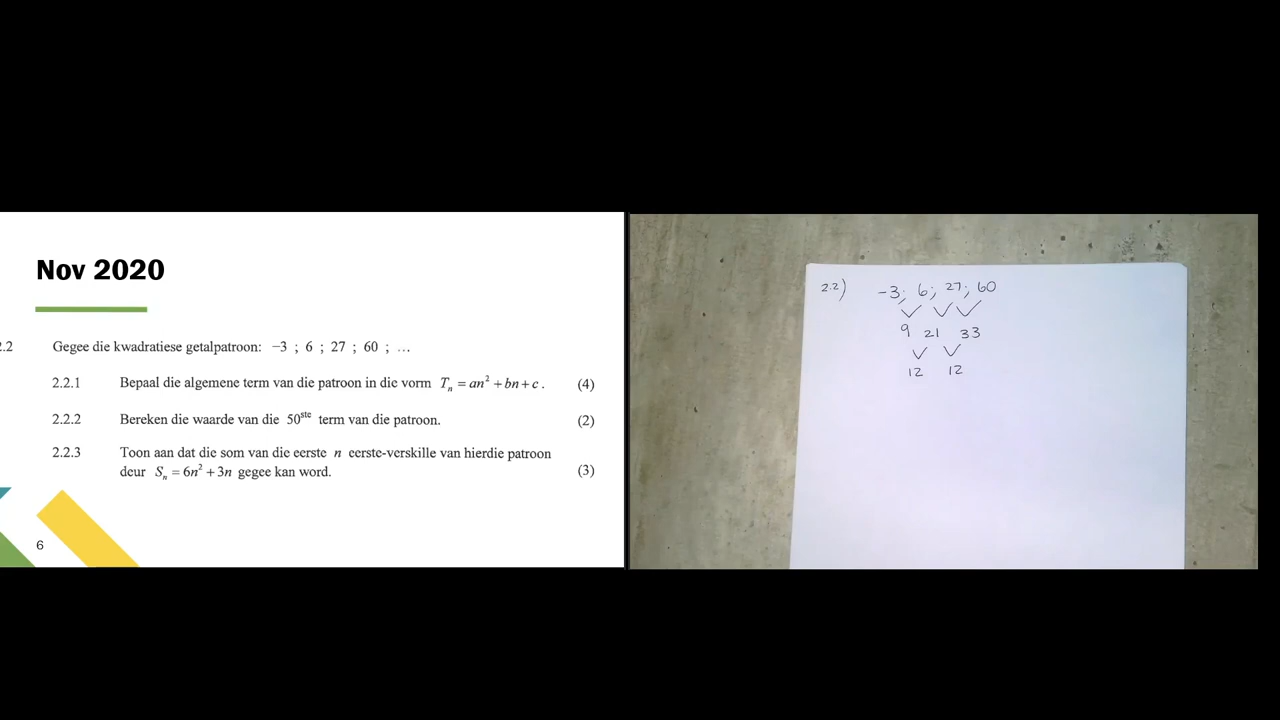 Nov 2020
2.2 Gegee die kwadratiese getalpatroon: −3 ; 6 ; 27 ; 60 ; …
2.2.1 Bepaal die algemene term van die patroon in die vorm Tₙ = an² + bn + c . (4)
2.2.2 Bereken die waarde van die 50ˢᵗᵉ term van die patroon. (2)
2.2.3 Toon aan dat die som van die eerste n eerste-verskille van hierdie patroon
deur Sₙ = 6n² + 3n gegee kan word. (3)
6
2.2) -3; 6; 27; 60
9 21 33
12 12